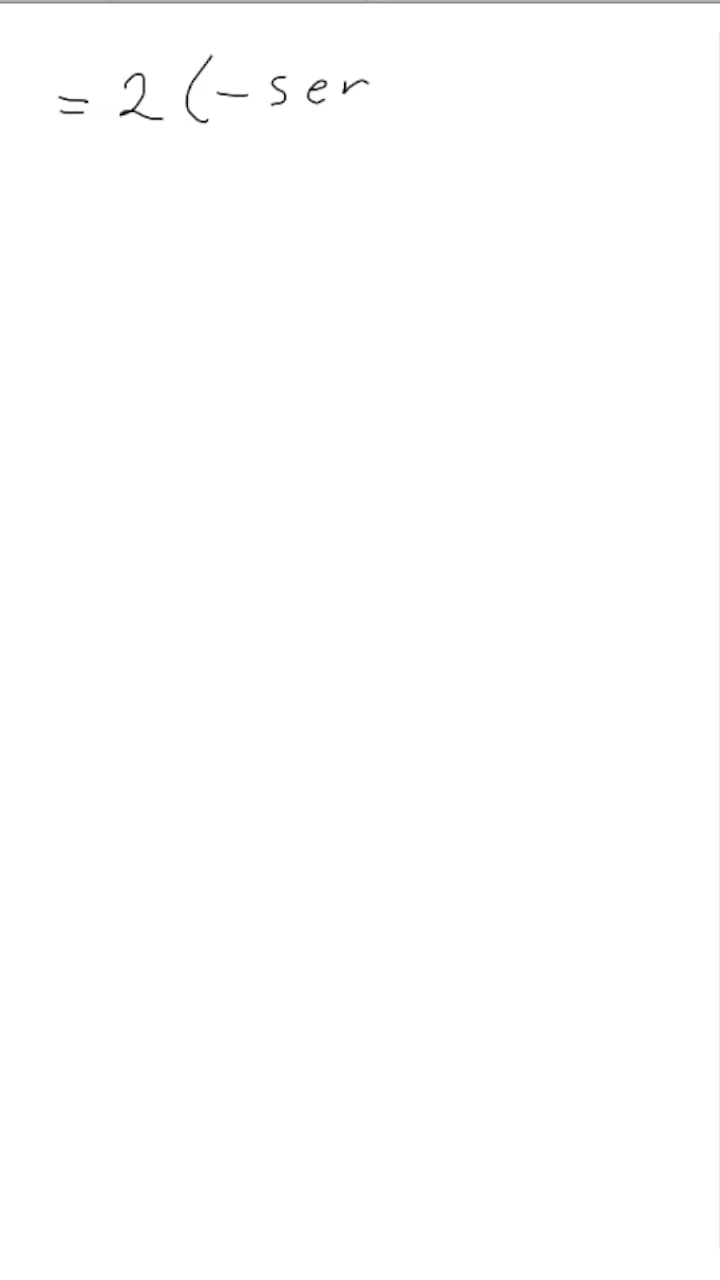 = 2 (- ser